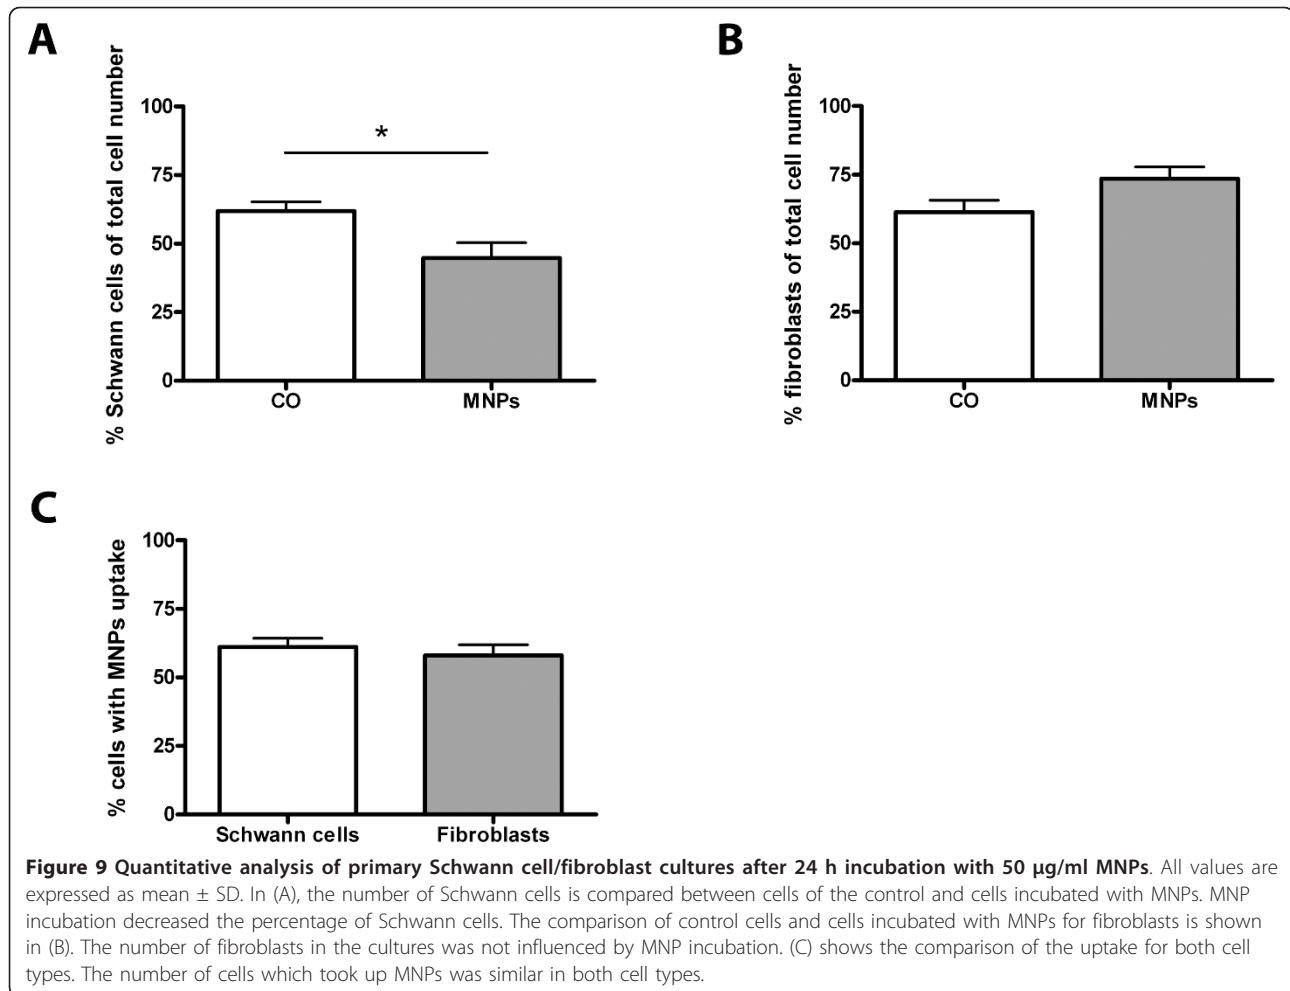 A
% Schwann cells of total cell number
100
75
50
25
0
*
CO
MNPs
B
% fibroblasts of total cell number
100
75
50
25
0
CO
MNPs
C
% cells with MNPs uptake
100
75
50
25
0
Schwann cells
Fibroblasts
Figure 9 Quantitative analysis of primary Schwann cell/fibroblast cultures after 24 h incubation with 50 μg/ml MNPs. All values are
expressed as mean ± SD. In (A), the number of Schwann cells is compared between cells of the control and cells incubated with MNPs. MNP
incubation decreased the percentage of Schwann cells. The comparison of control cells and cells incubated with MNPs for fibroblasts is shown
in (B). The number of fibroblasts in the cultures was not influenced by MNP incubation. (C) shows the comparison of the uptake for both cell
types. The number of cells which took up MNPs was similar in both cell types.